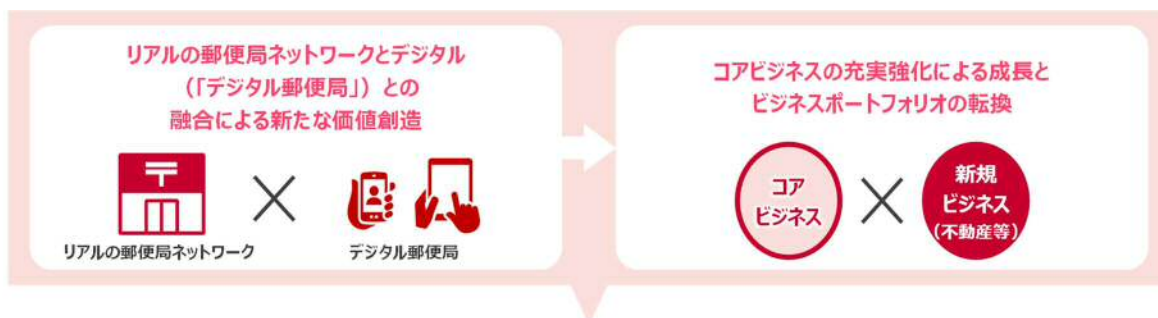 リアルの郵便局ネットワークとデジタル
（「デジタル郵便局」）との
融合による新たな価値創造
〒
リアルの郵便局ネットワーク
デジタル郵便局
コアビジネスの充実強化による成長と
ビジネスポートフォリオの転換
コア
ビジネス
新規
ビジネス
（不動産等）